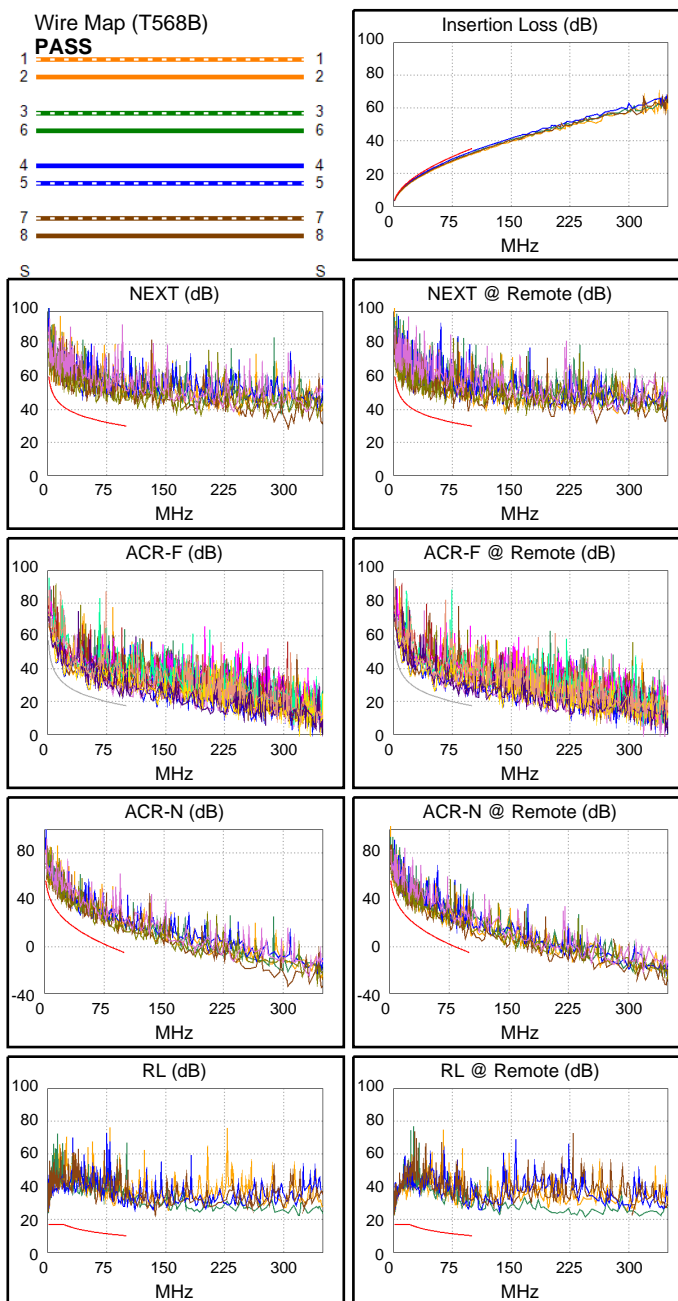 Wire Map (T568B)
PASS
1 1
2 2
3 3
6 6
4 4
5 5
7 7
8 8
S S
Insertion Loss (dB)
100
80
60
40
20
0
0 75 150 225 300
MHz
NEXT (dB)
100
80
60
40
20
0
0 75 150 225 300
MHz
NEXT @ Remote (dB)
100
80
60
40
20
0
0 75 150 225 300
MHz
ACR-F (dB)
100
80
60
40
20
0
0 75 150 225 300
MHz
ACR-F @ Remote (dB)
100
80
60
40
20
0
0 75 150 225 300
MHz
ACR-N (dB)
80
40
0
-40
0 75 150 225 300
MHz
ACR-N @ Remote (dB)
80
40
0
-40
0 75 150 225 300
MHz
RL (dB)
100
80
60
40
20
0
0 75 150 225 300
MHz
RL @ Remote (dB)
100
80
60
40
20
0
0 75 150 225 300
MHz